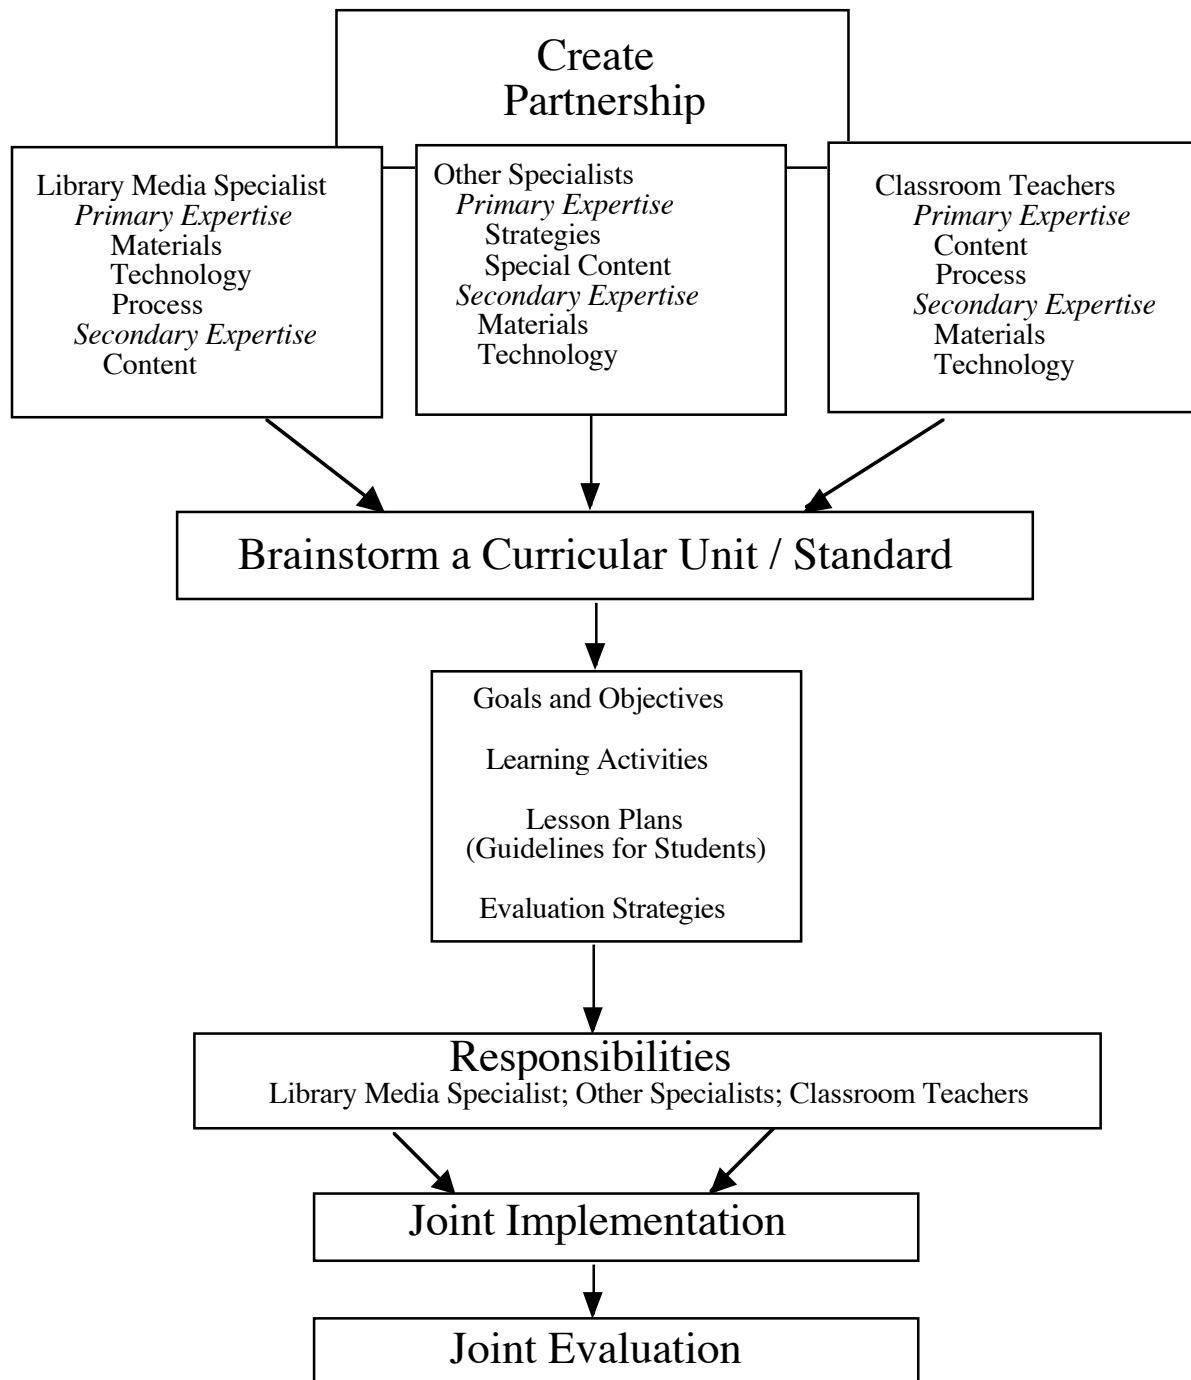 Create
Partnership
Library Media Specialist
Primary Expertise
Materials
Technology
Process
Secondary Expertise
Content
Other Specialists
Primary Expertise
Strategies
Special Content
Secondary Expertise
Materials
Technology
Classroom Teachers
Primary Expertise
Content
Process
Secondary Expertise
Materials
Technology
Brainstorm a Curricular Unit / Standard
Goals and Objectives
Learning Activities
Lesson Plans
(Guidelines for Students)
Evaluation Strategies
Responsibilities
Library Media Specialist; Other Specialists; Classroom Teachers
Joint Implementation
Joint Evaluation